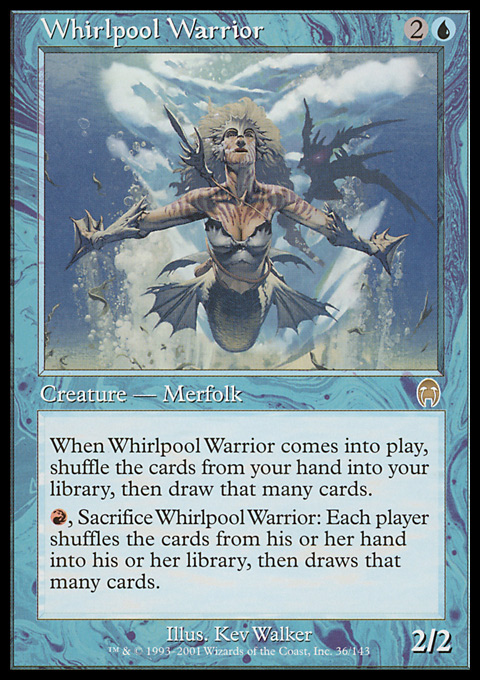 Whirlpool Warrior 2
Creature — Merfolk
When Whirlpool Warrior comes into play,
shuffle the cards from your hand into your
library, then draw that many cards.
, Sacrifice Whirlpool Warrior: Each player
shuffles the cards from his or her hand
into his or her library, then draws that
many cards.
Illus. Kev Walker
2/2
™ & © 1993–2001 Wizards of the Coast, Inc. 36/143